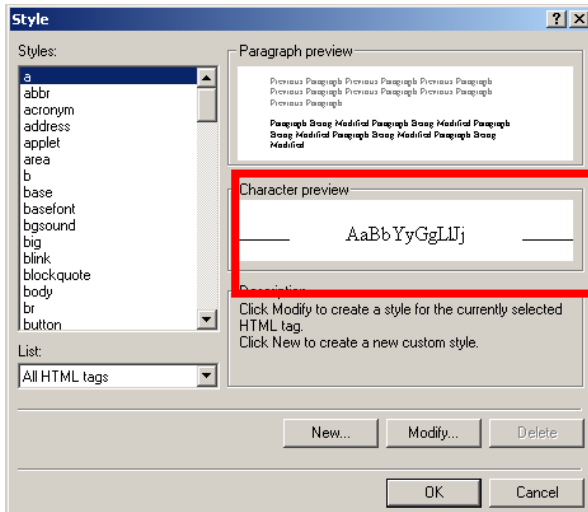 Style
Styles:
a
abbr
acronym
address
applet
area
b
base
basefont
bgsound
big
blink
blockquote
body
br
button
List:
All HTML tags
Paragraph preview
Previous Paragraph Previous Paragraph Previous Paragraph
Previous Paragraph Previous Paragraph Previous Paragraph
Previous Paragraph
Paragraph Being Modified Paragraph Being Modified Paragraph
Being Modified Paragraph Being Modified Paragraph Being
Modified
Character preview
AaBbYyGgLlJj
Description
Click Modify to create a style for the currently selected
HTML tag.
Click New to create a new custom style.
New...
Modify...
Delete
OK
Cancel